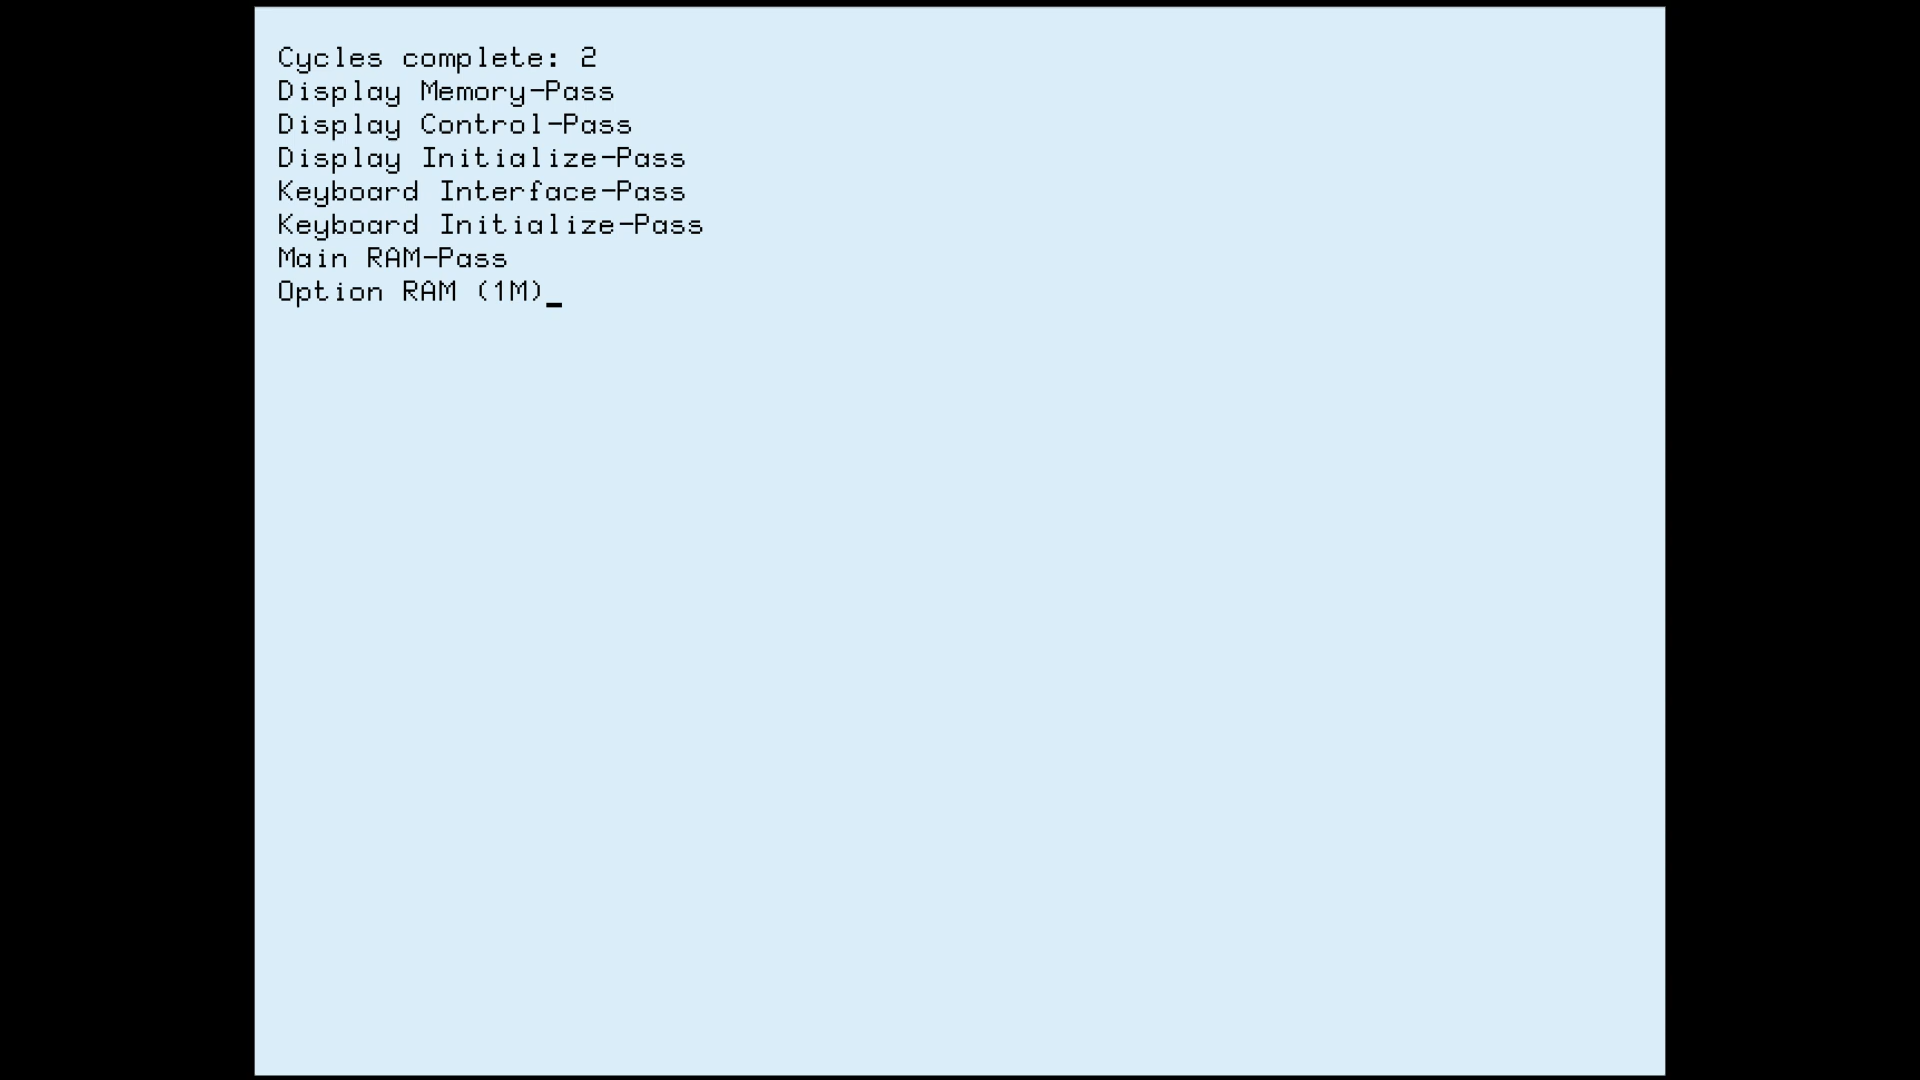 Cycles complete: 2
Display Memory-Pass
Display Control-Pass
Display Initialize-Pass
Keyboard Interface-Pass
Keyboard Initialize-Pass
Main RAM-Pass
Option RAM (1M)_